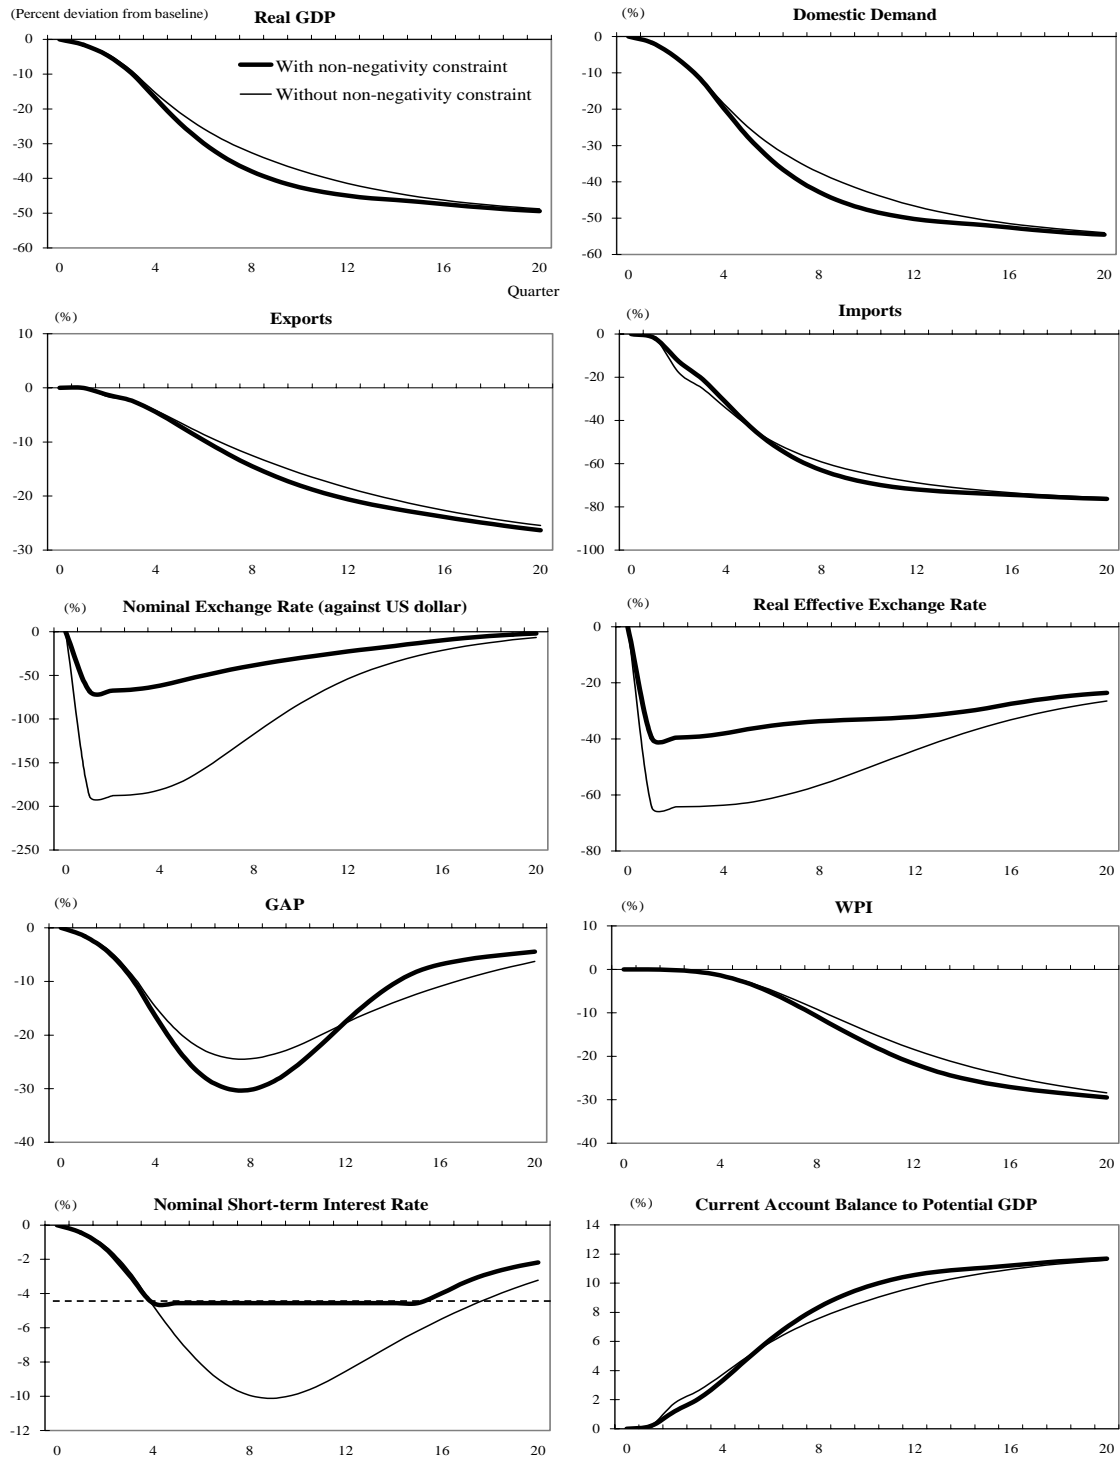 (Percent deviation from baseline)
Real GDP
0
-10
-20
-30
-40
-50
-60
With non-negativity constraint
Without non-negativity constraint
0 4 8 12 16 20
Quarter
(%)
Domestic Demand
0
-10
-20
-30
-40
-50
-60
0 4 8 12 16 20
(%)
Exports
10
0
-10
-20
-30
0 4 8 12 16 20
(%)
Imports
0
-20
-40
-60
-80
-100
0 4 8 12 16 20
(%)
Nominal Exchange Rate (against US dollar)
0
-50
-100
-150
-200
-250
0 4 8 12 16 20
(%)
Real Effective Exchange Rate
0
-20
-40
-60
-80
0 4 8 12 16 20
(%)
GAP
0
-10
-20
-30
-40
0 4 8 12 16 20
(%)
WPI
10
0
-10
-20
-30
-40
0 4 8 12 16 20
(%)
Nominal Short-term Interest Rate
0
-2
-4
-6
-8
-10
-12
0 4 8 12 16 20
(%)
Current Account Balance to Potential GDP
14
12
10
8
6
4
2
0
0 4 8 12 16 20